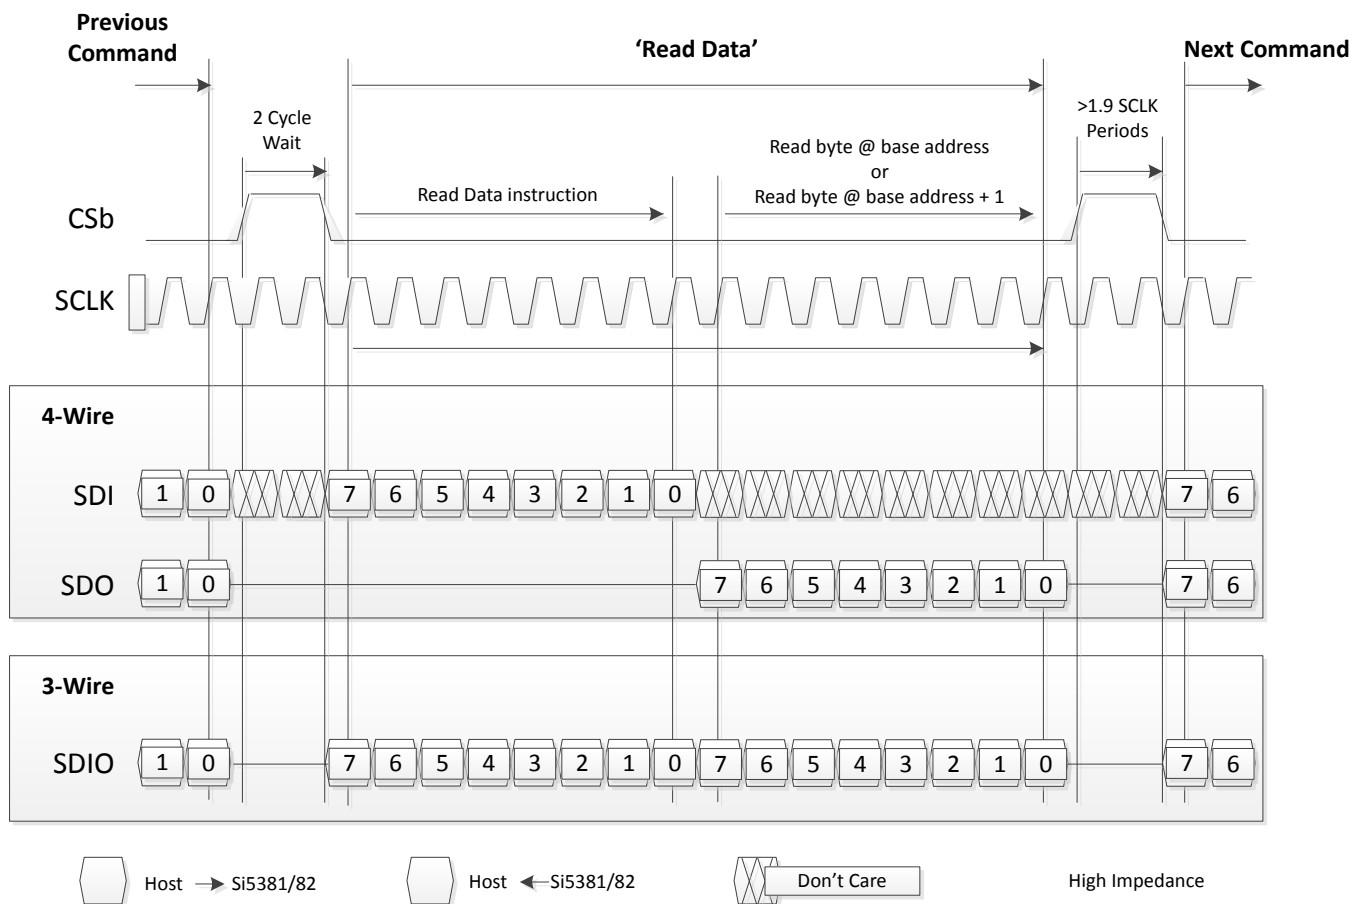 Previous
Command
‘Read Data’
Next Command
2 Cycle
Wait
>1.9 SCLK
Periods
Read Data instruction
Read byte @ base address
or
Read byte @ base address + 1
CSb
SCLK
4-Wire
SDI 1 0 7 6 5 4 3 2 1 0 7 6
SDO 1 0 7 6 5 4 3 2 1 0 7 6
3-Wire
SDIO 1 0 7 6 5 4 3 2 1 0 7 6 5 4 3 2 1 0 7 6
Host Si5381/82 Host Si5381/82 Don’t Care High Impedance